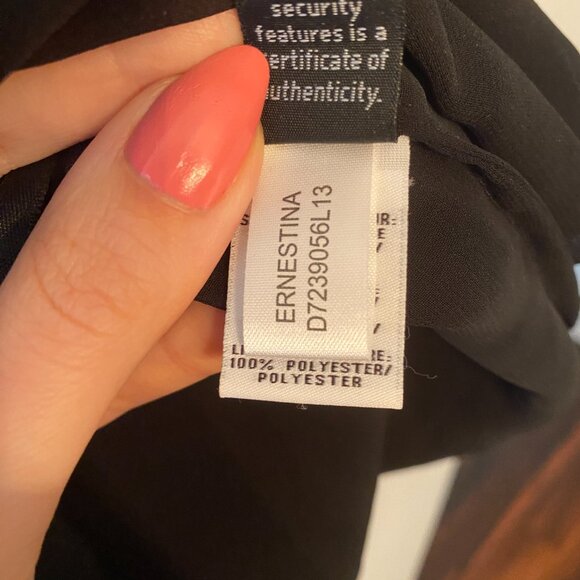 security
features is a
certificate of
authenticity.
ERNESTINA
D7239056L13
100% POLYESTER/
POLYESTER